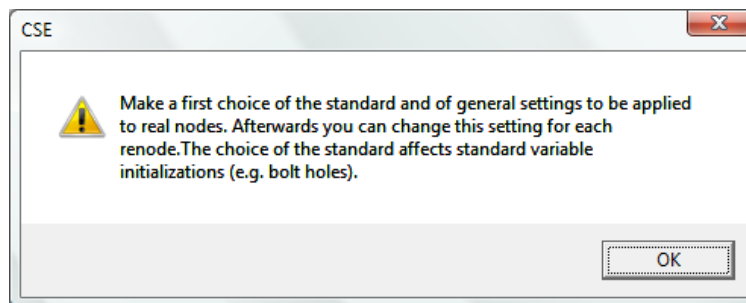 CSE
Make a first choice of the standard and of general settings to be applied
to real nodes. Afterwards you can change this setting for each
renode.The choice of the standard affects standard variable
initializations (e.g. bolt holes).
OK